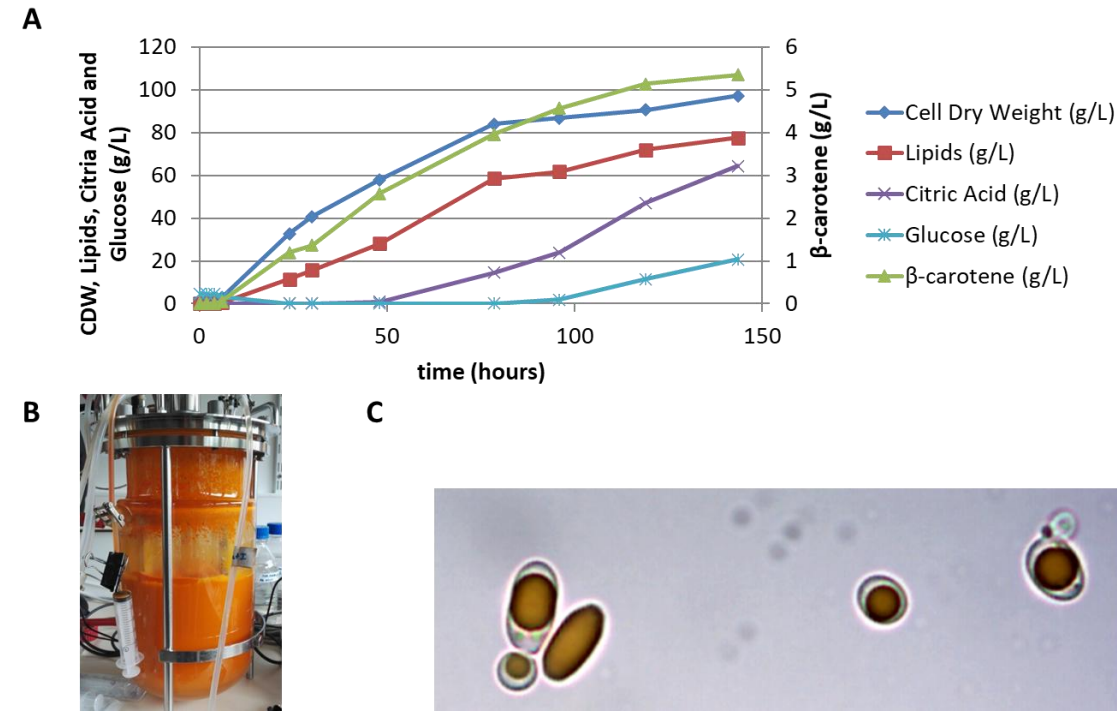 A
CDW, Lipids, Citria Acid and
Glucose (g/L)
120
100
80
60
40
20
0
6
5
4
3
2
1
0
β-carotene (g/L)
0
50
100
150
time (hours)
Cell Dry Weight (g/L)
Lipids (g/L)
Citric Acid (g/L)
Glucose (g/L)
β-carotene (g/L)
B
C